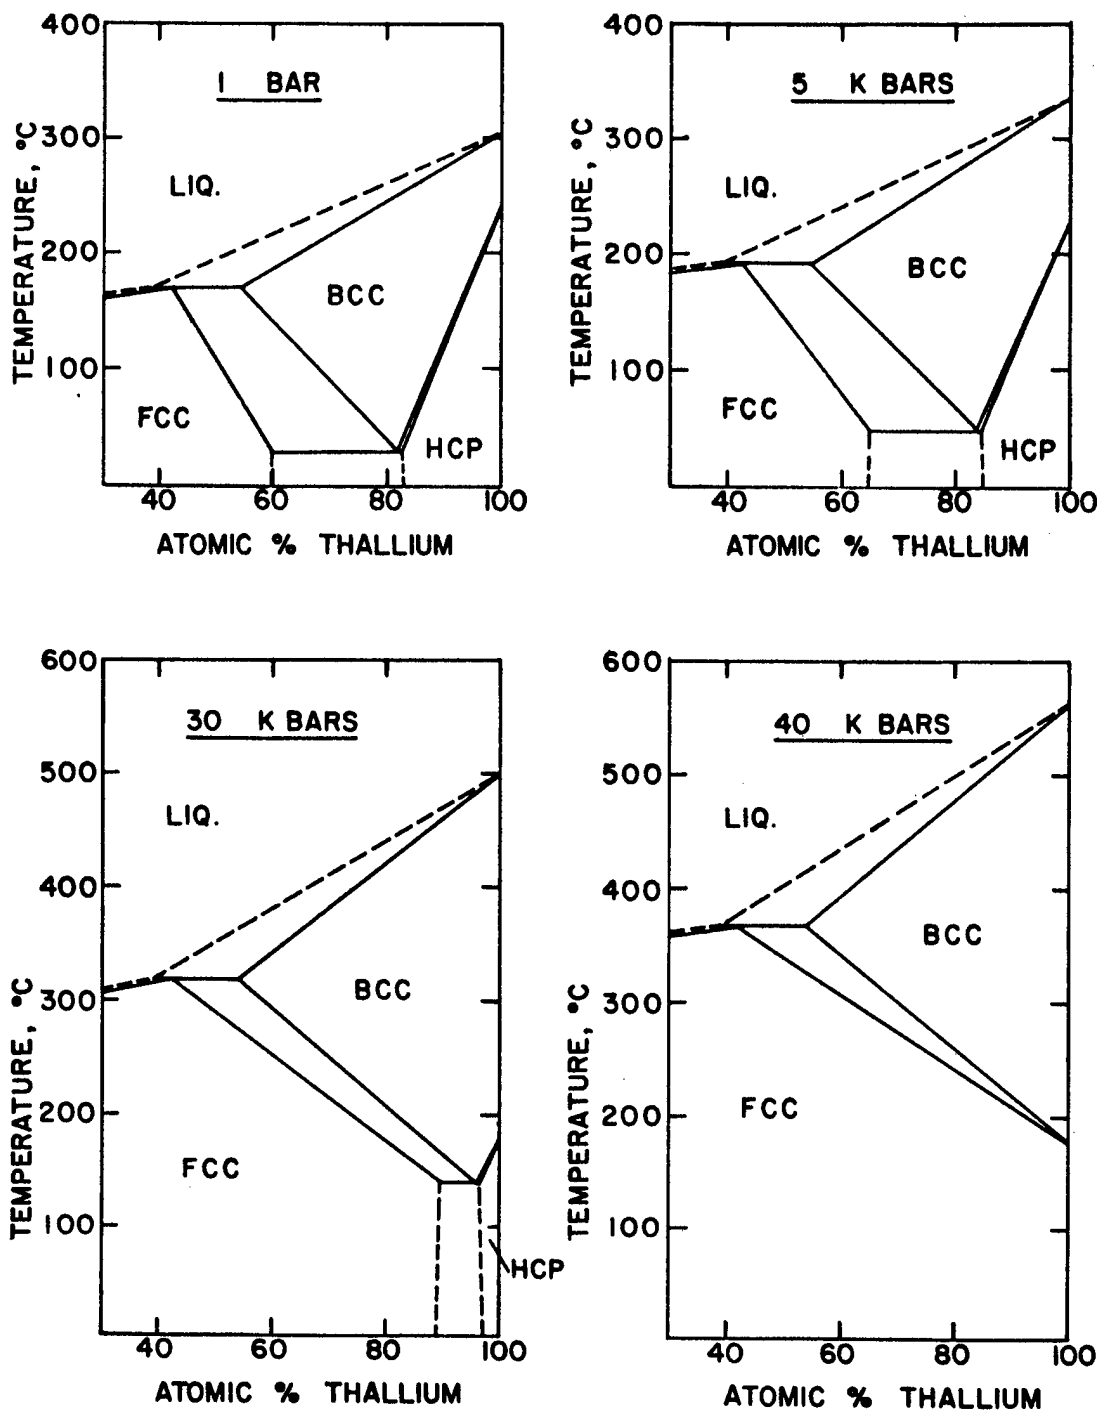 400
300
200
100
TEMPERATURE, °C
1 BAR
LIQ.
BCC
FCC
HCP
40 60 80 100
ATOMIC % THALLIUM
400
300
200
100
TEMPERATURE, °C
5 K BARS
LIQ.
BCC
FCC
HCP
40 60 80 100
ATOMIC % THALLIUM
600
500
400
300
200
100
TEMPERATURE, °C
30 K BARS
LIQ.
BCC
FCC
HCP
40 60 80 100
ATOMIC % THALLIUM
600
500
400
300
200
100
TEMPERATURE, °C
40 K BARS
LIQ.
BCC
FCC
40 60 80 100
ATOMIC % THALLIUM